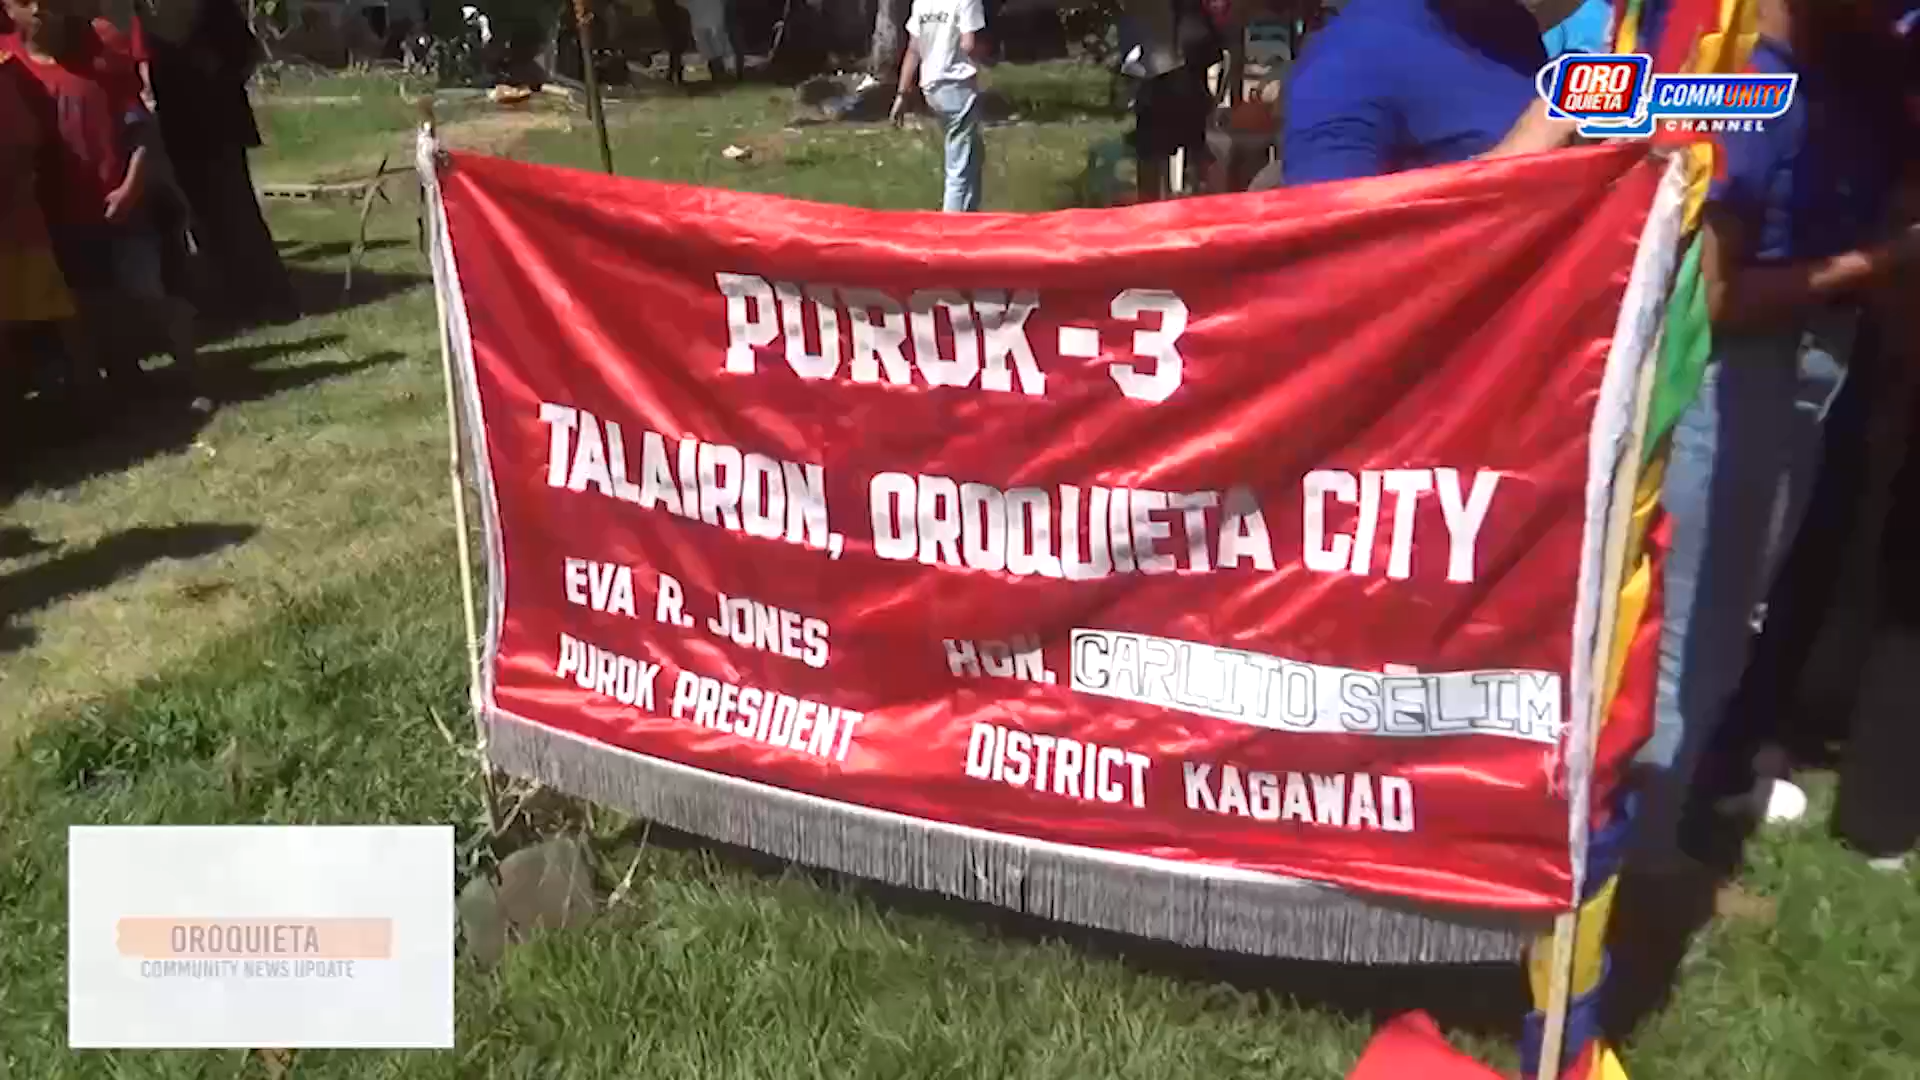 ORO QUIETA COMMUNITY
CHANNEL
PUROK-3
TALAIRON, OROQUIETA CITY
EVA R. JONES
PUROK PRESIDENT
HON. CARLITO SELIM
DISTRICT KAGAWAD
OROQUIETA
COMMUNITY NEWS UPDATE